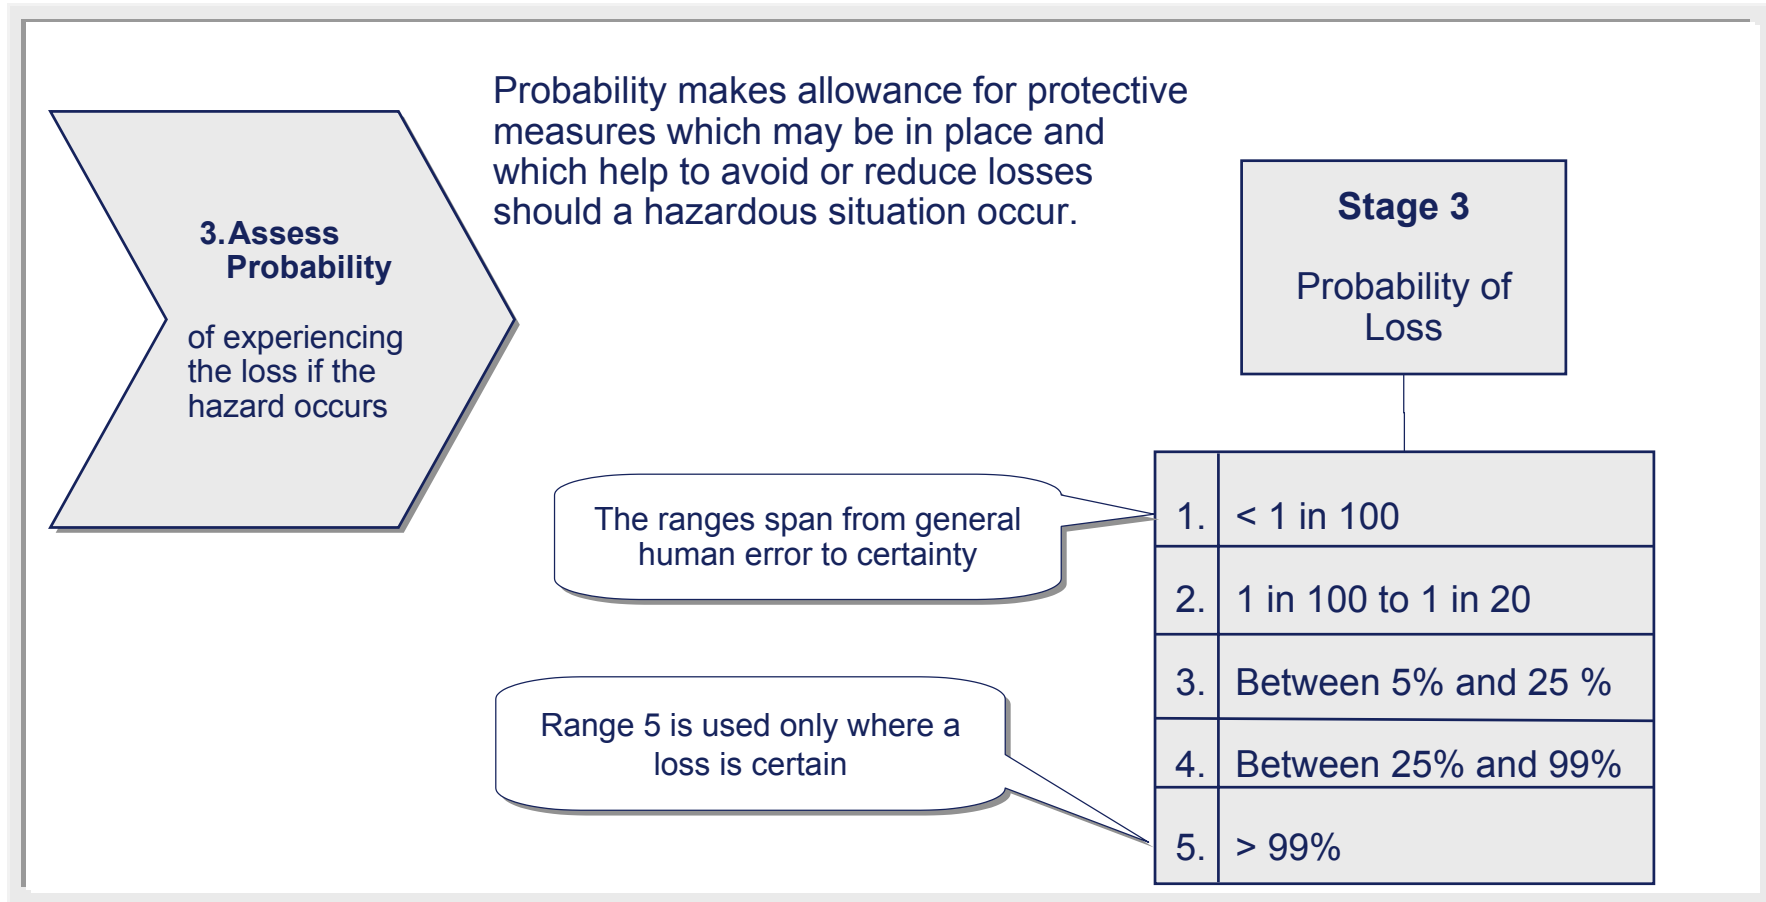 3.Assess
Probability
of experiencing
the loss if the
hazard occurs
Probability makes allowance for protective
measures which may be in place and
which help to avoid or reduce losses
should a hazardous situation occur.
Stage 3
Probability of
Loss
The ranges span from general
human error to certainty
Range 5 is used only where a
loss is certain
1. < 1 in 100
2. 1 in 100 to 1 in 20
3. Between 5% and 25 %
4. Between 25% and 99%
5. > 99%